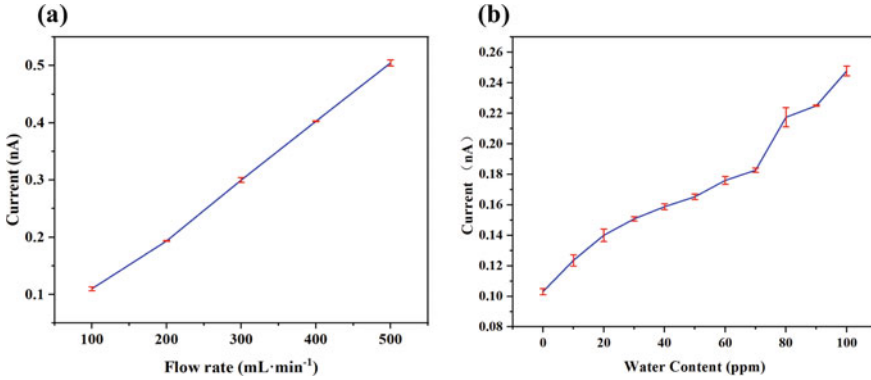 (a)
0.5
0.4
0.3
0.2
0.1
Current (nA)
100 200 300 400 500
Flow rate (mL·min⁻¹)
(b)
0.26
0.24
0.22
0.20
0.18
0.16
0.14
0.12
0.10
0.08
Current （nA）
0 20 40 60 80 100
Water Content (ppm)